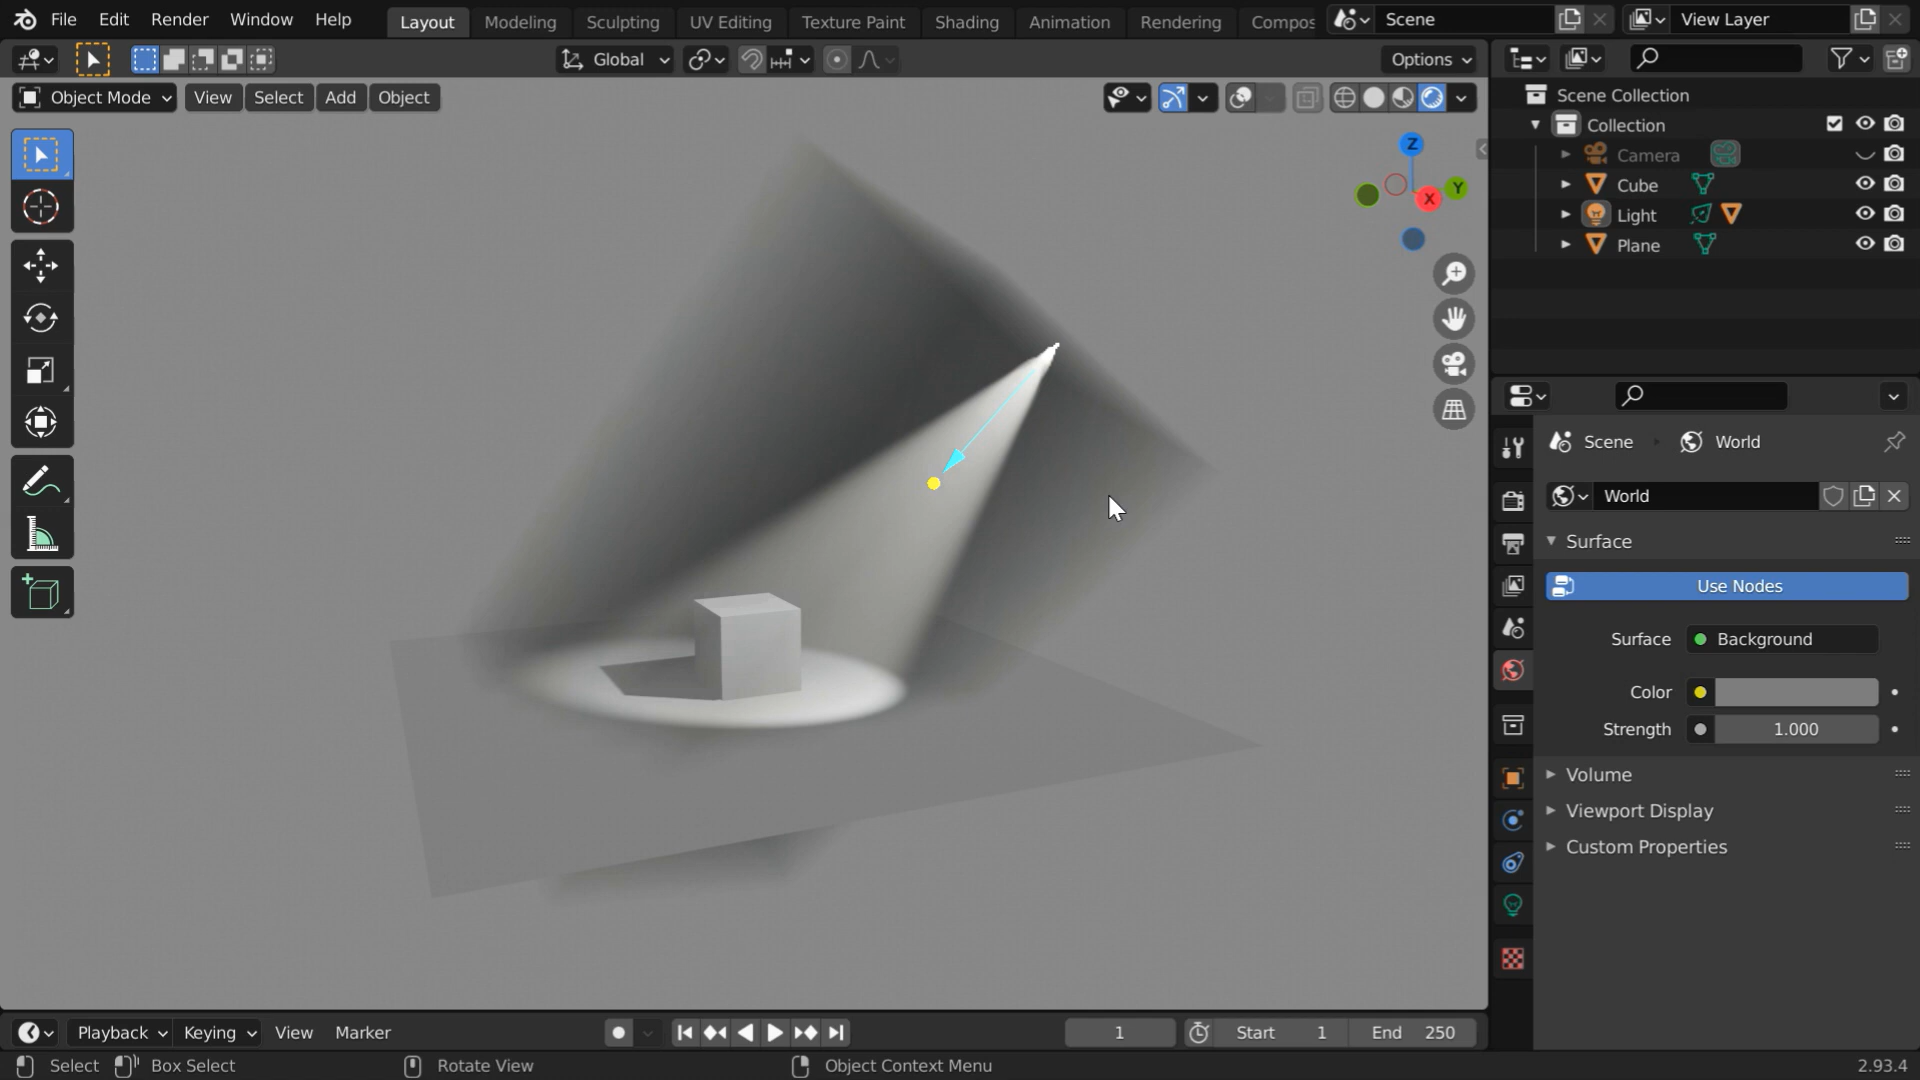 File Edit Render Window Help Layout Modeling Sculpting UV Editing Texture Paint Shading Animation Rendering Compos Scene View Layer
Global Options
Object Mode View Select Add Object
Scene Collection
Collection
Camera
Cube
Light
Plane
Z
Y
X
Scene World
World
Surface
Use Nodes
Surface Background
Color
Strength 1.000
Volume
Viewport Display
Custom Properties
Playback Keying View Marker 1 Start 1 End 250
Select Box Select Rotate View Object Context Menu 2.93.4